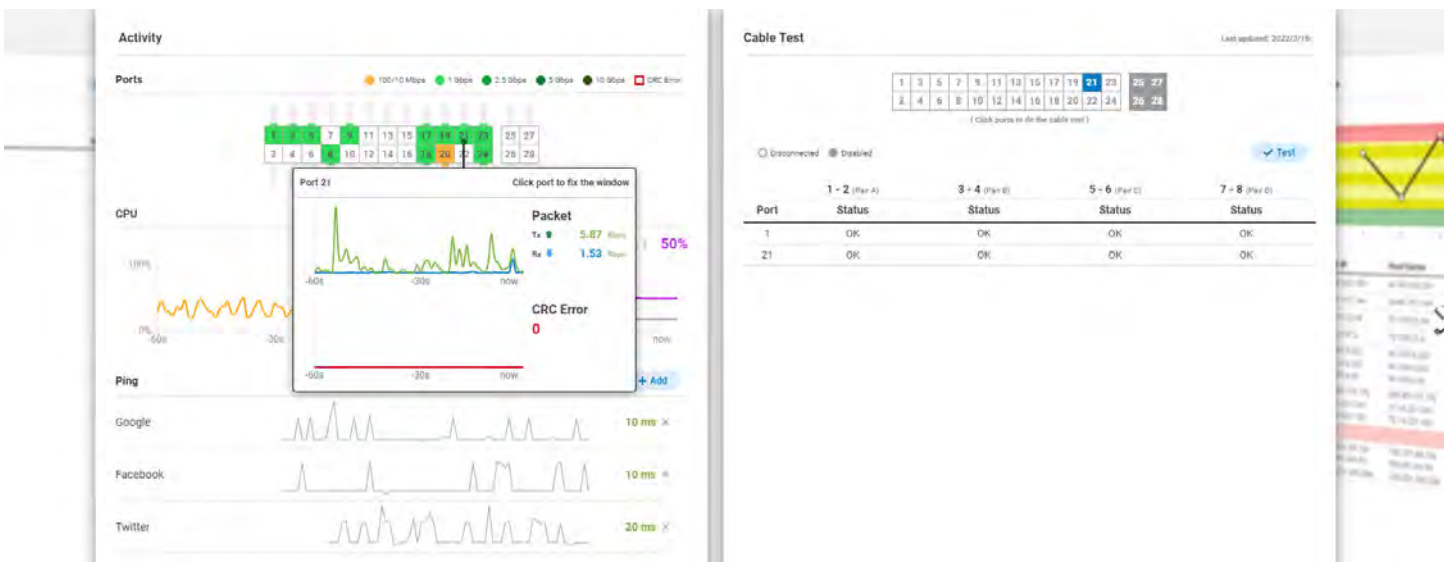 Activity
Ports
100/10 Mbps 1 Gbps 2.5 Gbps 5 Gbps 10 Gbps CRC Error
1 3 5 7 9 11 13 15 17 19 21 23 25 27
2 4 6 8 10 12 14 16 18 20 22 24 26 28
Port 21 Click port to fix the window
Packet
Tx 5.87 Kbps
Rx 1.53 Kbps
-60s -30s now
CRC Error
0
-60s -30s now
CPU
50%
100%
0%
-60s -30s now
Ping
+ Add
Google 10 ms ×
Facebook 10 ms
Twitter 20 ms ×
Cable Test
Last updated: 2022/2/15
1 3 5 7 9 11 13 15 17 19 21 23 25 27
2 4 6 8 10 12 14 16 18 20 22 24 26 28
( Click ports to do the cable test )
Disconnected Disabled
Test
1 - 2 (Pair A) 3 - 4 (Pair B) 5 - 6 (Pair C) 7 - 8 (Pair D)
Port Status Status Status Status
1 OK OK OK OK
21 OK OK OK OK